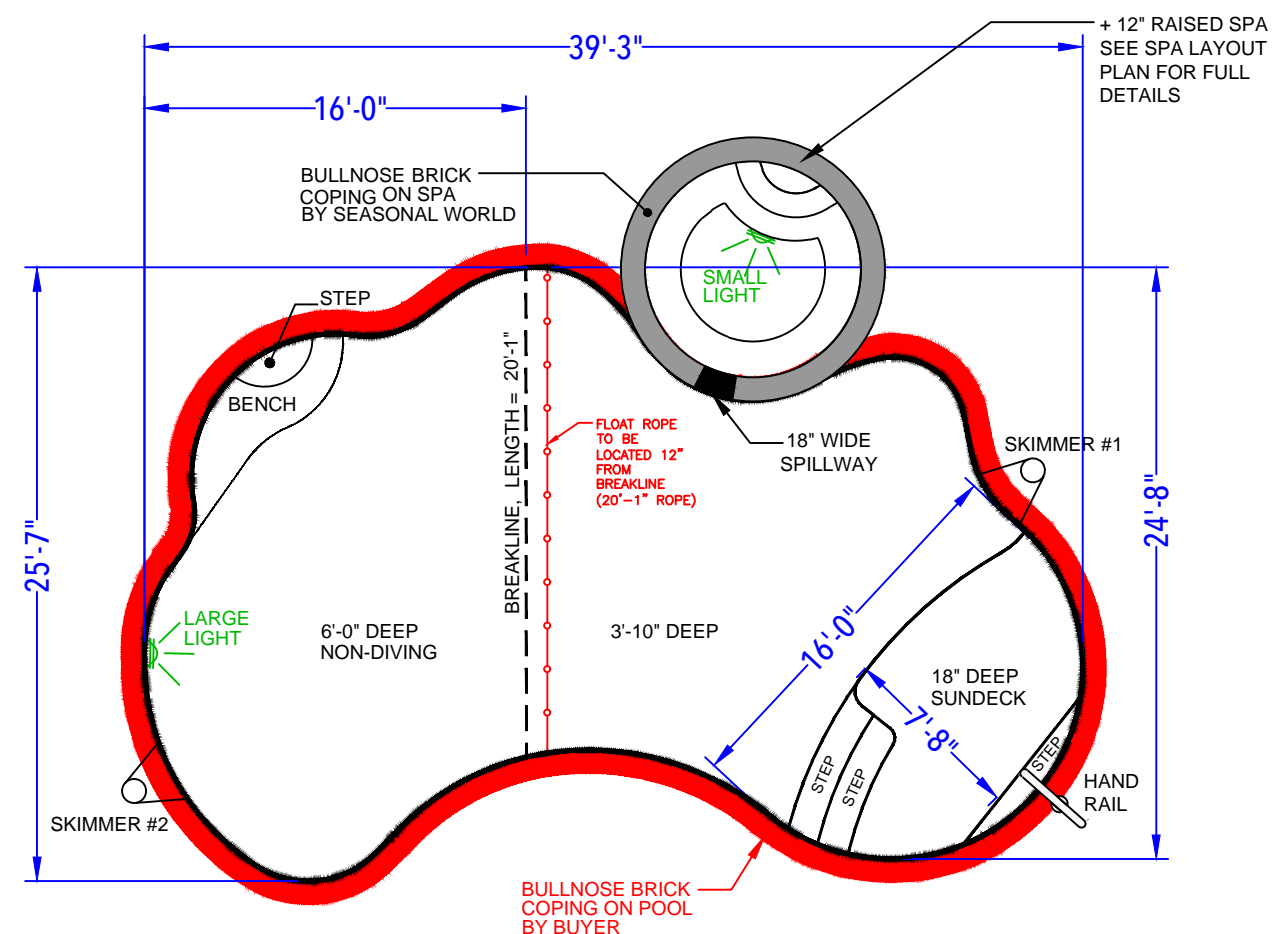 + 12" RAISED SPA
SEE SPA LAYOUT
PLAN FOR FULL
DETAILS
39'-3"
16'-0"
BULLNOSE BRICK
COPING ON SPA
BY SEASONAL WORLD
SMALL
LIGHT
STEP
BENCH
BREAKLINE, LENGTH = 20'-1"
FLOAT ROPE
TO BE
LOCATED 12"
FROM
BREAKLINE
(20'-1" ROPE)
18" WIDE
SPILLWAY
SKIMMER #1
25'-7"
24'-8"
LARGE
LIGHT
6'-0" DEEP
NON-DIVING
3'-10" DEEP
16'-0"
18" DEEP
SUNDECK
7'-8"
STEP
STEP
STEP
HAND
RAIL
SKIMMER #2
BULLNOSE BRICK
COPING ON POOL
BY BUYER